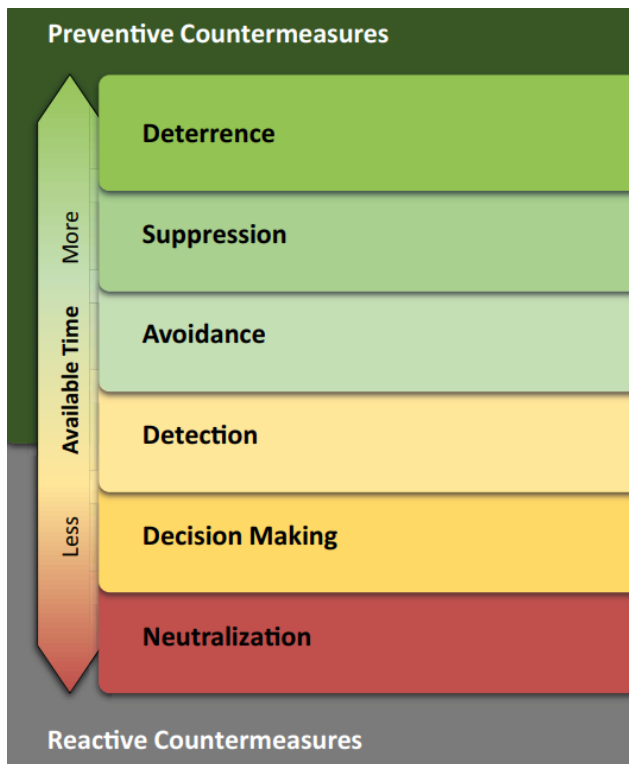 Preventive Countermeasures
Deterrence
Suppression
Avoidance
Detection
Decision Making
Neutralization
More
Available Time
Less
Reactive Countermeasures